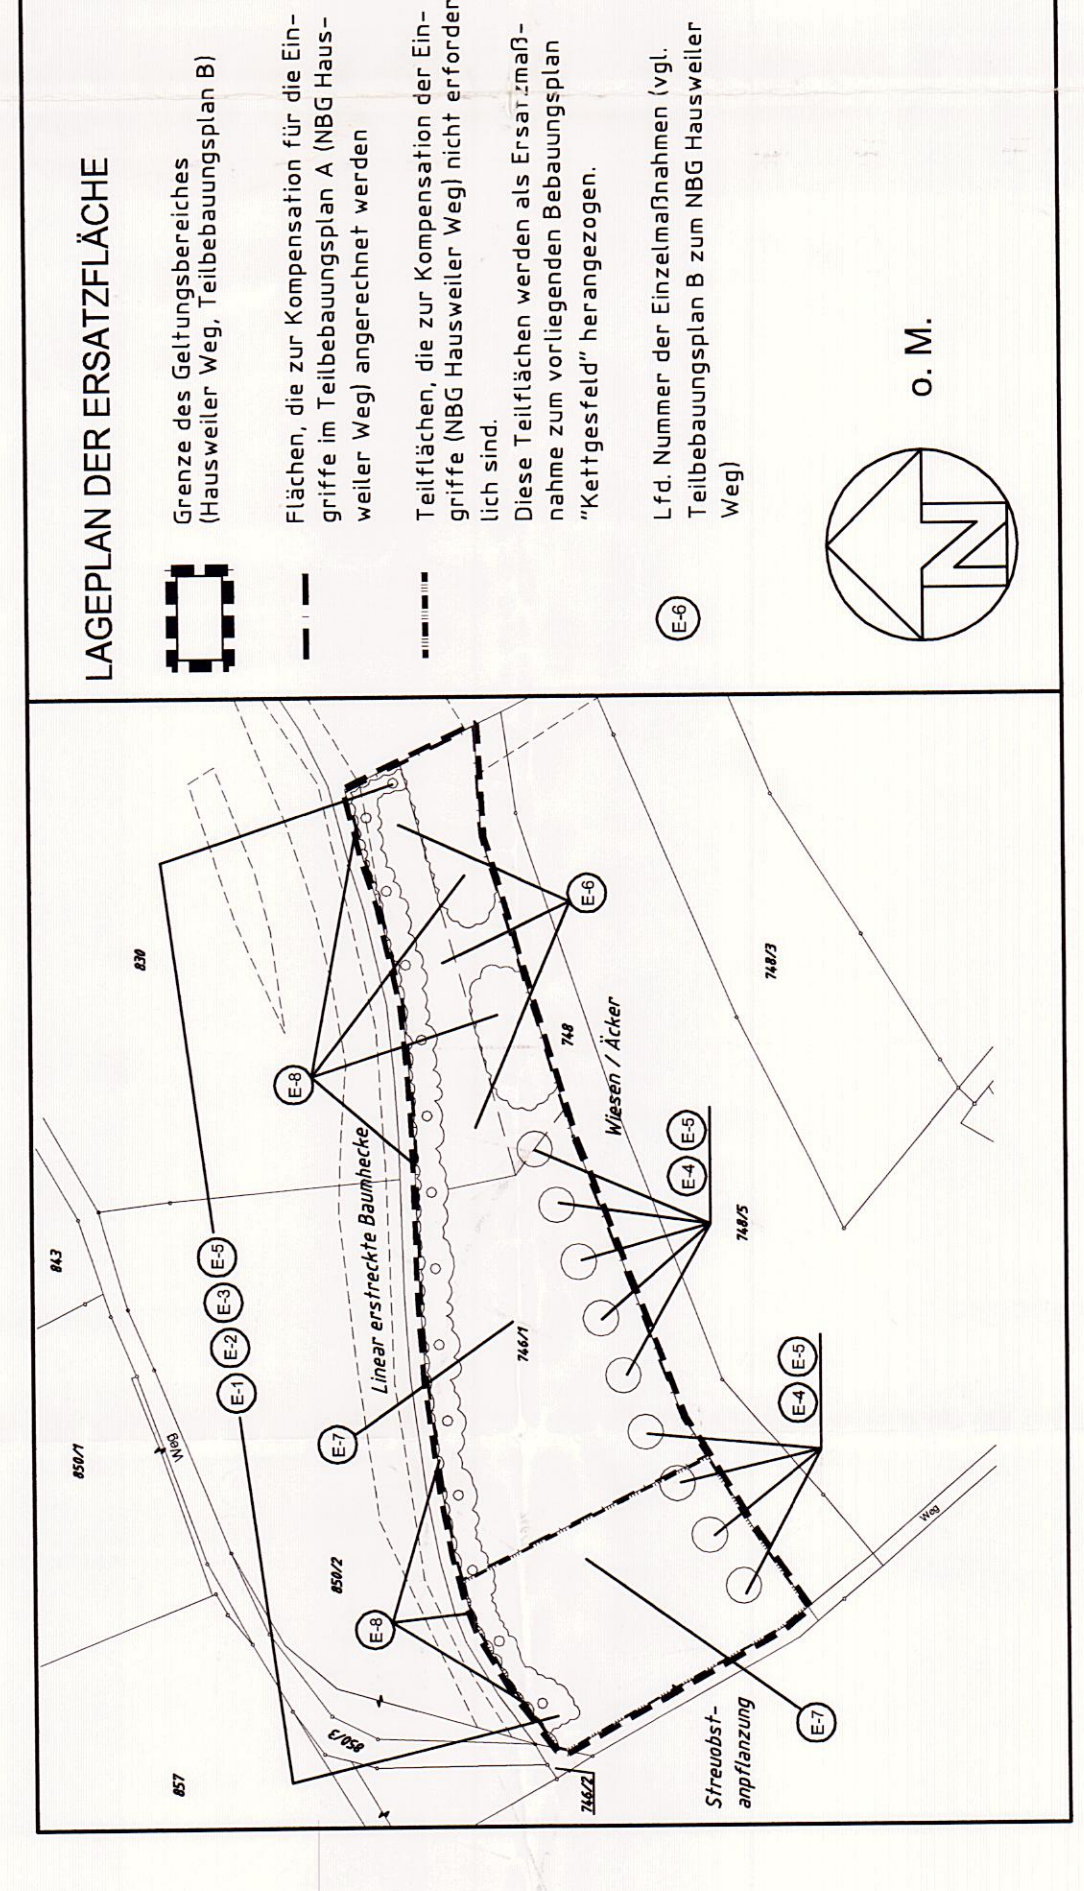 LAGEPLAN DER ERSATZFLÄCHE
Grenze des Geltungsbereiches
(Hausweiler Weg, Teilbebauungsplan B)
Flächen, die zur Kompensation für die Ein-
griffe im Teilbebauungsplan A (NBG Haus-
weiler Weg) angerechnet werden
Teilflächen, die zur Kompensation der Ein-
griffe (NBG Hausweiler Weg) nicht erforder
lich sind.
Diese Teilflächen werden als Ersatzmaß-
nahme zum vorliegenden Bebauungsplan
"Kettgesfeld" herangezogen.
E-6
Lfd. Nummer der Einzelmaßnahmen (vgl.
Teilbebauungsplan B zum NBG Hausweiler
Weg)
N
o. M.
843
830
850/1
Weg
857
850/3
850/2
E-1 E-2 E-3 E-5
E-8
Linear erstreckte Baumhecke
E-7
E-8
E-6
746/1
748
Wiesen / Äcker
748/3
E-4 E-5
748/5
E-4 E-5
Weg
746/2
Streuobst-
anpflanzung
E-7